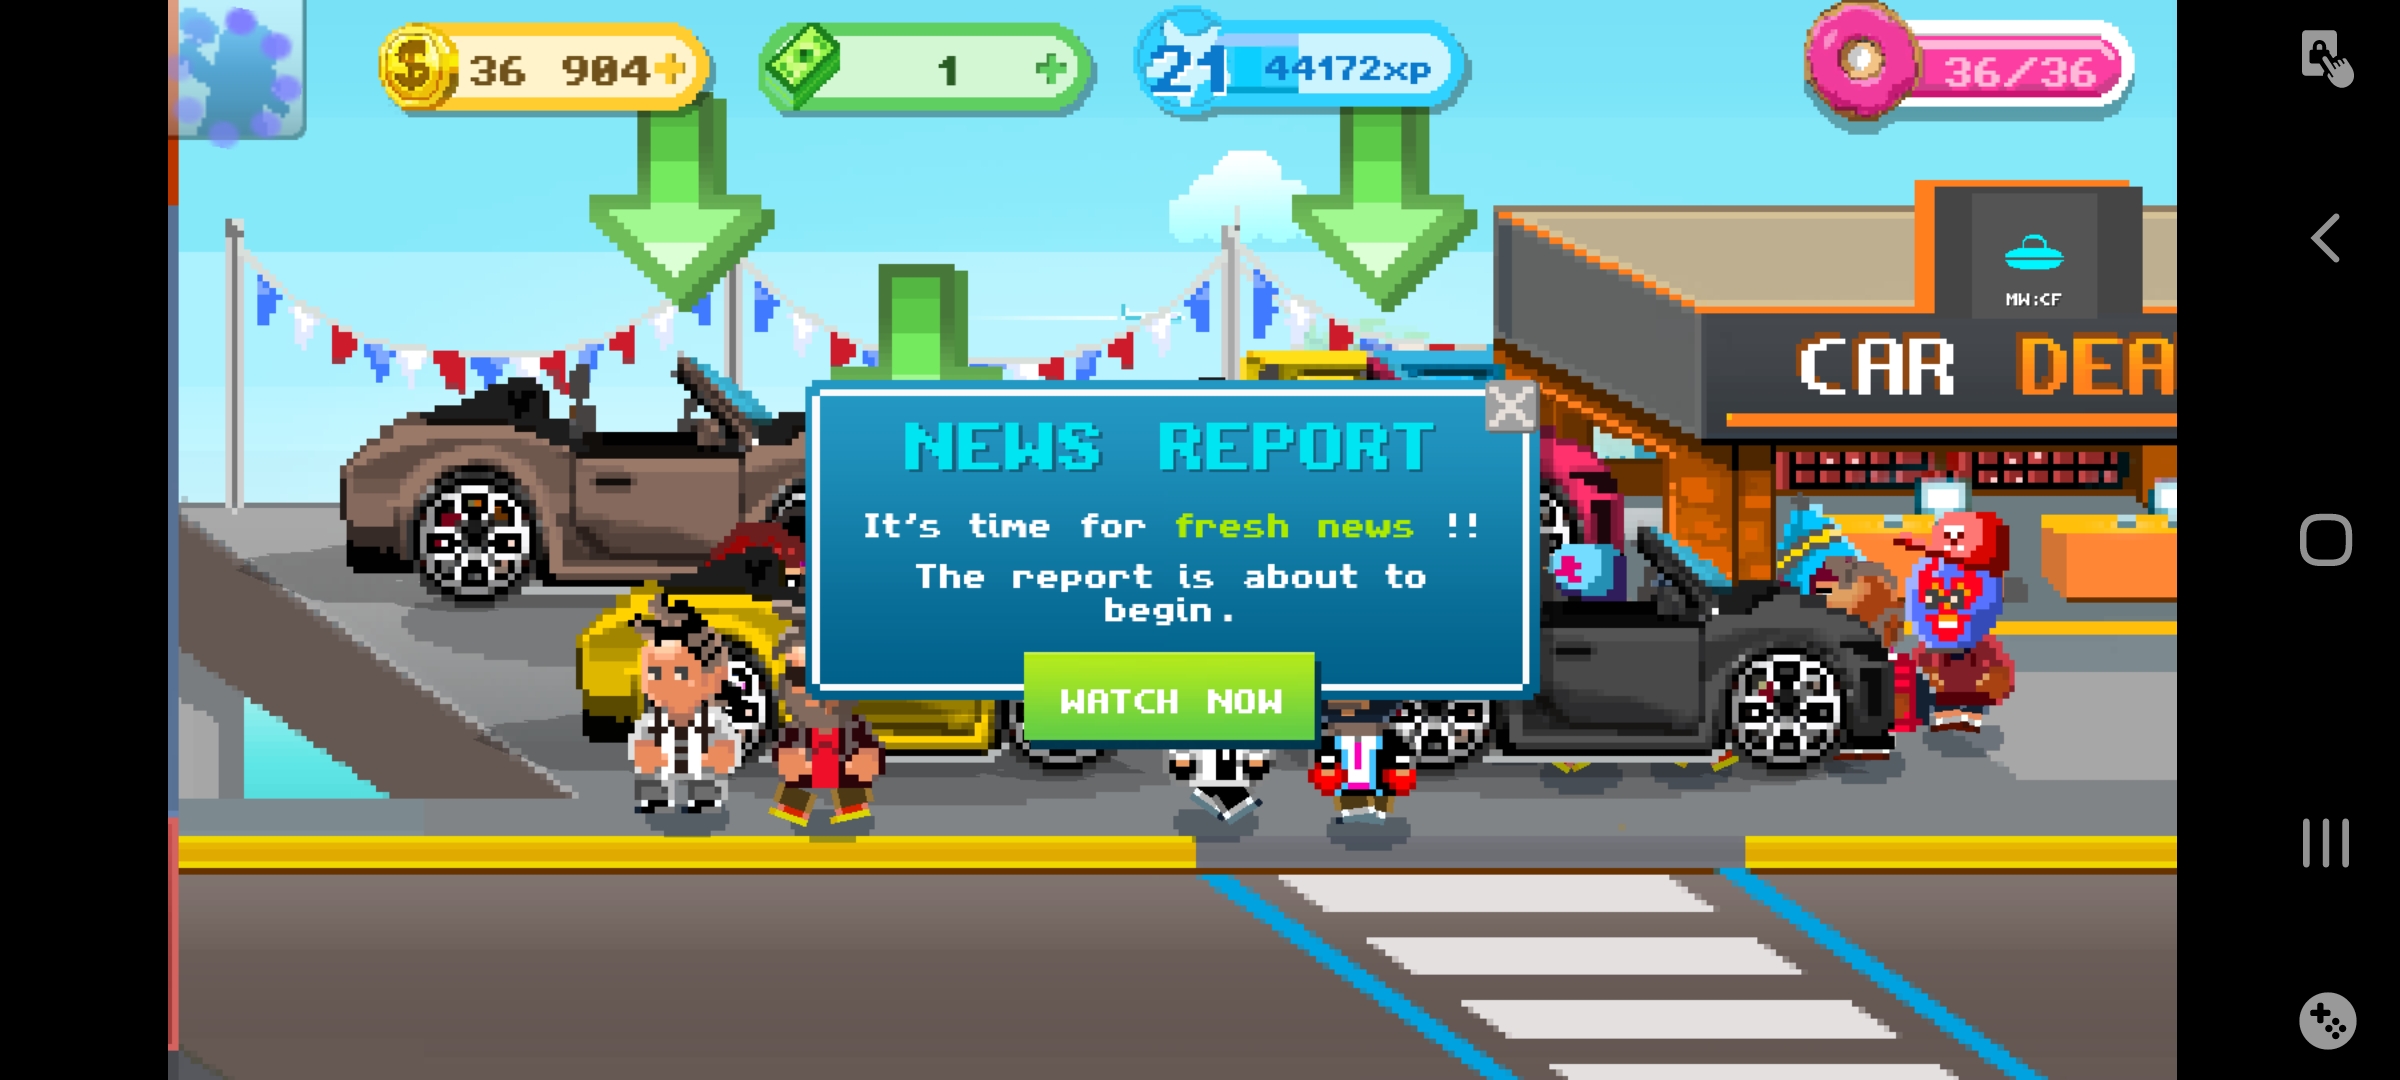 36 904
1
21
44172xp
36/36
MW:CF
CAR DEA
NEWS REPORT
It's time for fresh news !!
The report is about to
begin.
WATCH NOW